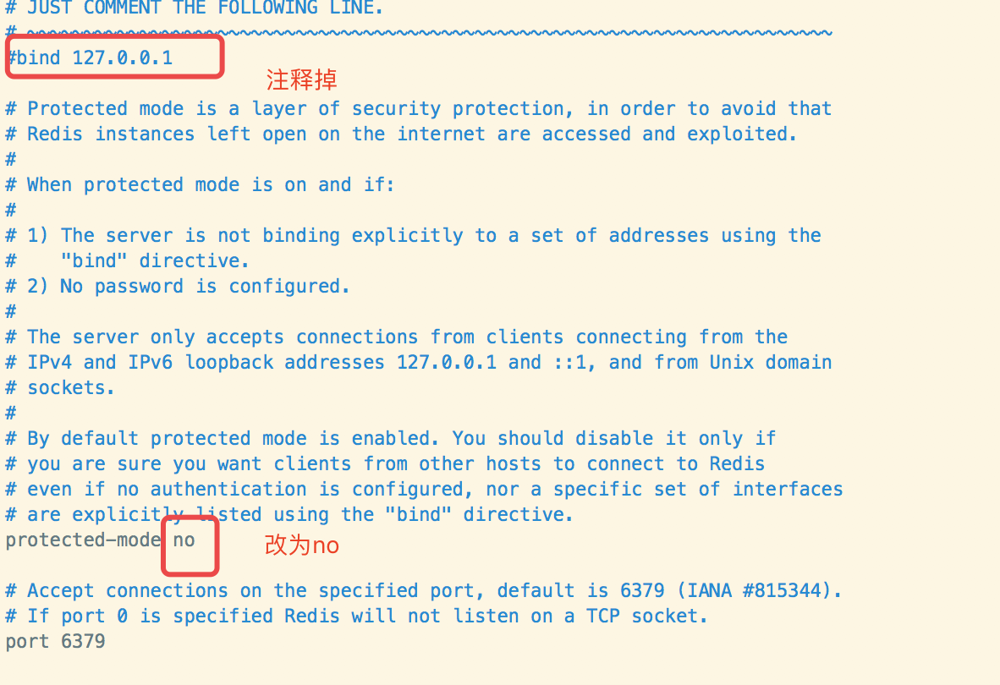 # JUST COMMENT THE FOLLOWING LINE.
# ~~~~~~~~~~~~~~~~~~~~~~~~~~~~~~~~~~~~~~~~~~~~~~~~~~~~~~~~~~~~~~~~~~~~~~~~
#bind 127.0.0.1
注释掉
# Protected mode is a layer of security protection, in order to avoid that
# Redis instances left open on the internet are accessed and exploited.
#
# When protected mode is on and if:
#
# 1) The server is not binding explicitly to a set of addresses using the
#    "bind" directive.
# 2) No password is configured.
#
# The server only accepts connections from clients connecting from the
# IPv4 and IPv6 loopback addresses 127.0.0.1 and ::1, and from Unix domain
# sockets.
#
# By default protected mode is enabled. You should disable it only if
# you are sure you want clients from other hosts to connect to Redis
# even if no authentication is configured, nor a specific set of interfaces
# are explicitly listed using the "bind" directive.
protected-mode no
改为no
# Accept connections on the specified port, default is 6379 (IANA #815344).
# If port 0 is specified Redis will not listen on a TCP socket.
port 6379